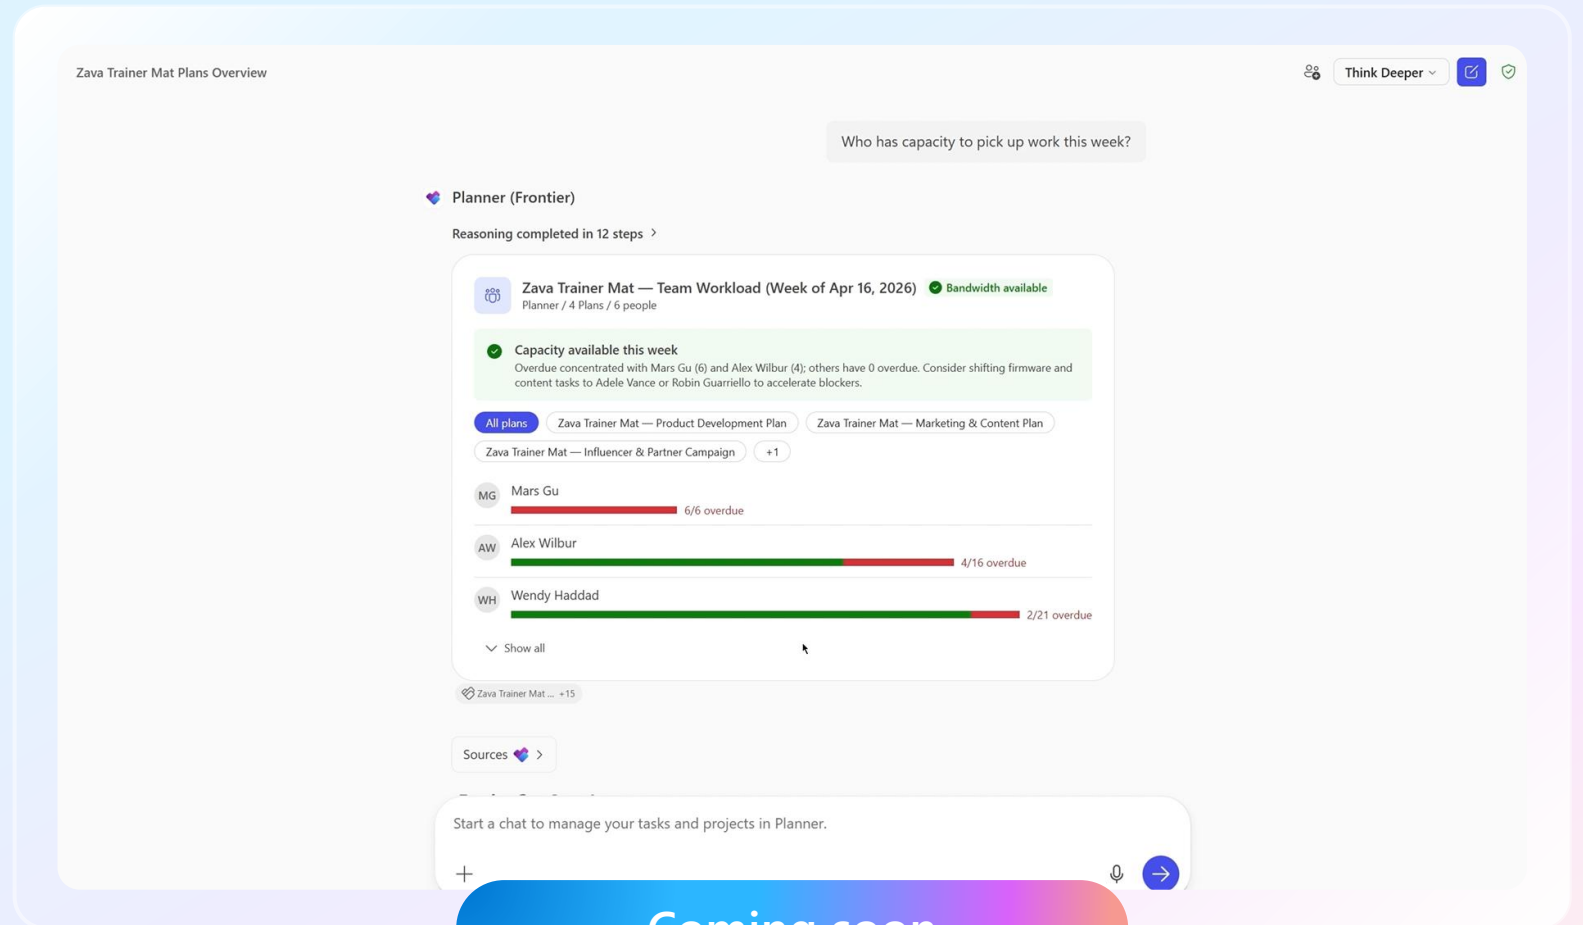 Zava Trainer Mat Plans Overview
Think Deeper
Who has capacity to pick up work this week?
Planner (Frontier)
Reasoning completed in 12 steps
Zava Trainer Mat — Team Workload (Week of Apr 16, 2026)
Bandwidth available
Planner / 4 Plans / 6 people
Capacity available this week
Overdue concentrated with Mars Gu (6) and Alex Wilbur (4); others have 0 overdue. Consider shifting firmware and
content tasks to Adele Vance or Robin Guarriello to accelerate blockers.
All plans
Zava Trainer Mat — Product Development Plan
Zava Trainer Mat — Marketing & Content Plan
Zava Trainer Mat — Influencer & Partner Campaign
+1
MG
Mars Gu
6/6 overdue
AW
Alex Wilbur
4/16 overdue
WH
Wendy Haddad
2/21 overdue
Show all
Zava Trainer Mat ... +15
Sources
Start a chat to manage your tasks and projects in Planner.
Coming soon